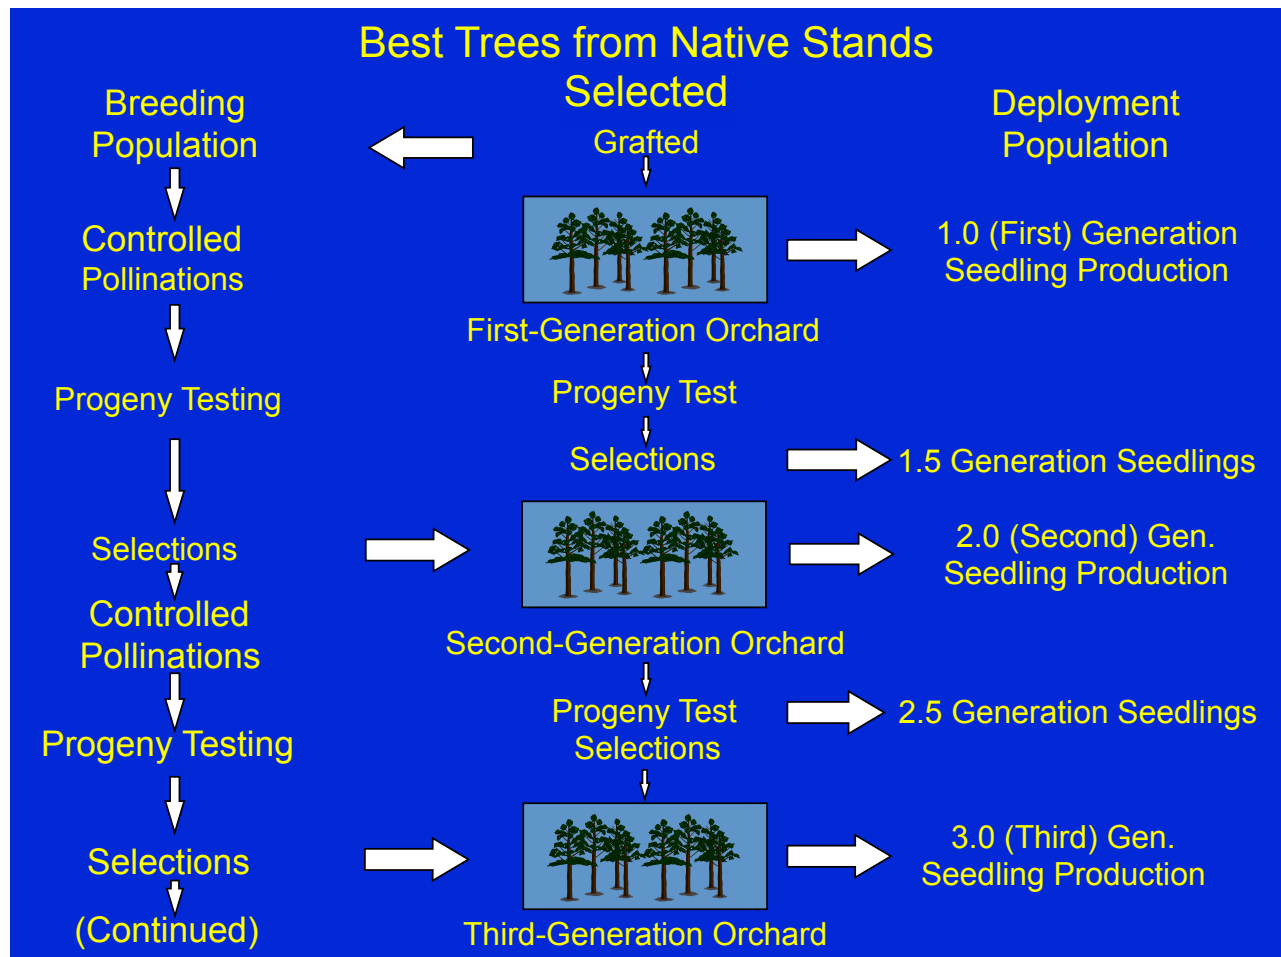 Best Trees from Native Stands
Selected
Grafted
Breeding
Population
Controlled
Pollinations
Progeny Testing
Selections
Controlled
Pollinations
Progeny Testing
Selections
(Continued)
First-Generation Orchard
Progeny Test
Selections
Second-Generation Orchard
Progeny Test
Selections
Third-Generation Orchard
Deployment
Population
1.0 (First) Generation
Seedling Production
1.5 Generation Seedlings
2.0 (Second) Gen.
Seedling Production
2.5 Generation Seedlings
3.0 (Third) Gen.
Seedling Production